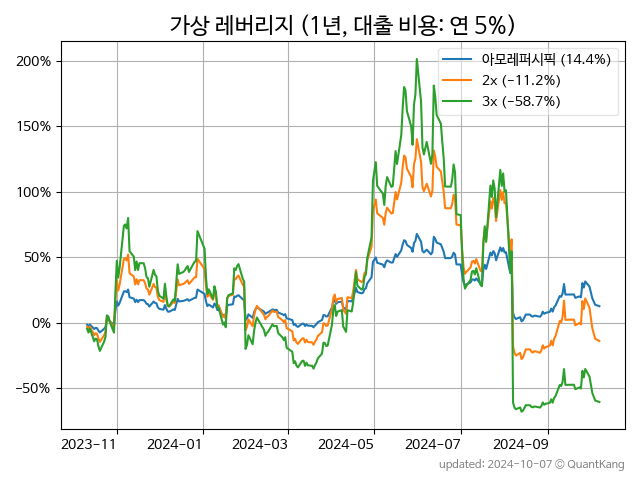 가상 레버리지 (1년, 대출 비용: 연 5%)
아모레퍼시픽 (14.4%)
2x (−11.2%)
3x (−58.7%)
200%
150%
100%
50%
0%
−50%
2023-11
2024-01
2024-03
2024-05
2024-07
2024-09
updated: 2024-10-07 © QuantKang